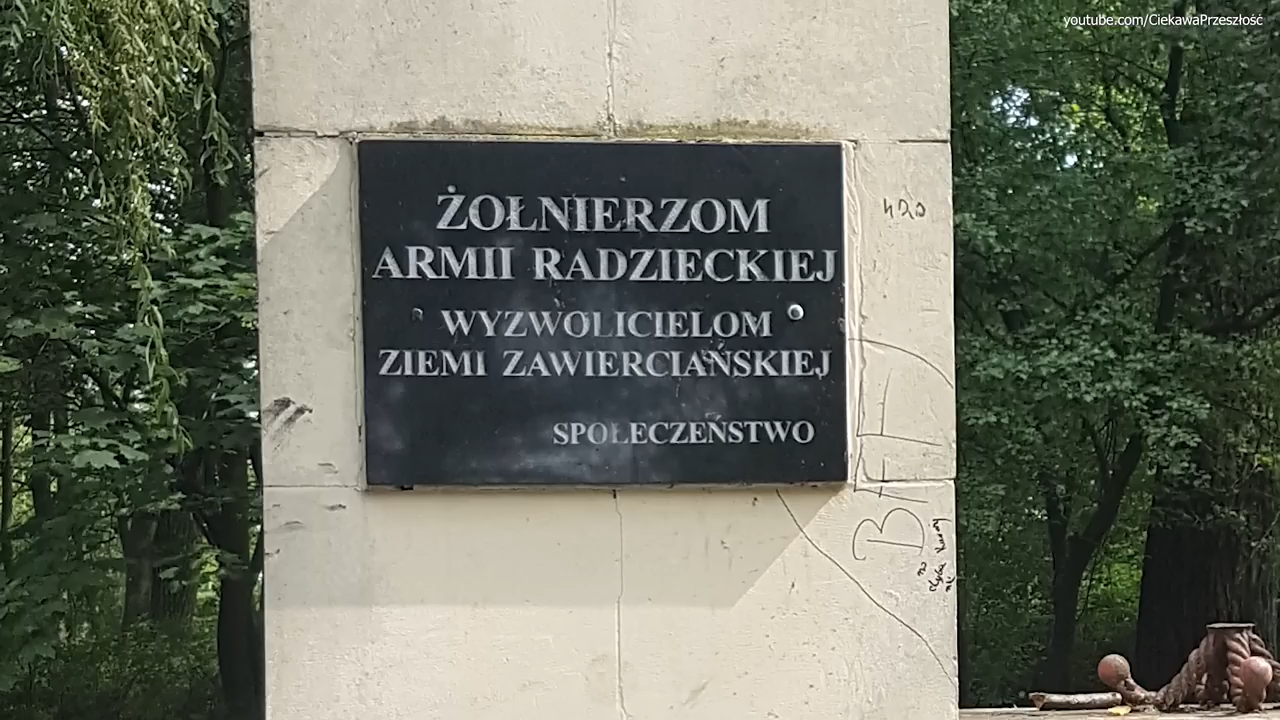 youtube.com/CiekawaPrzeszłość
ŻOŁNIERZOM
ARMII RADZIECKIEJ
WYZWOLICIELOM
ZIEMI ZAWIERCIAŃSKIEJ
SPOŁECZEŃSTWO
420